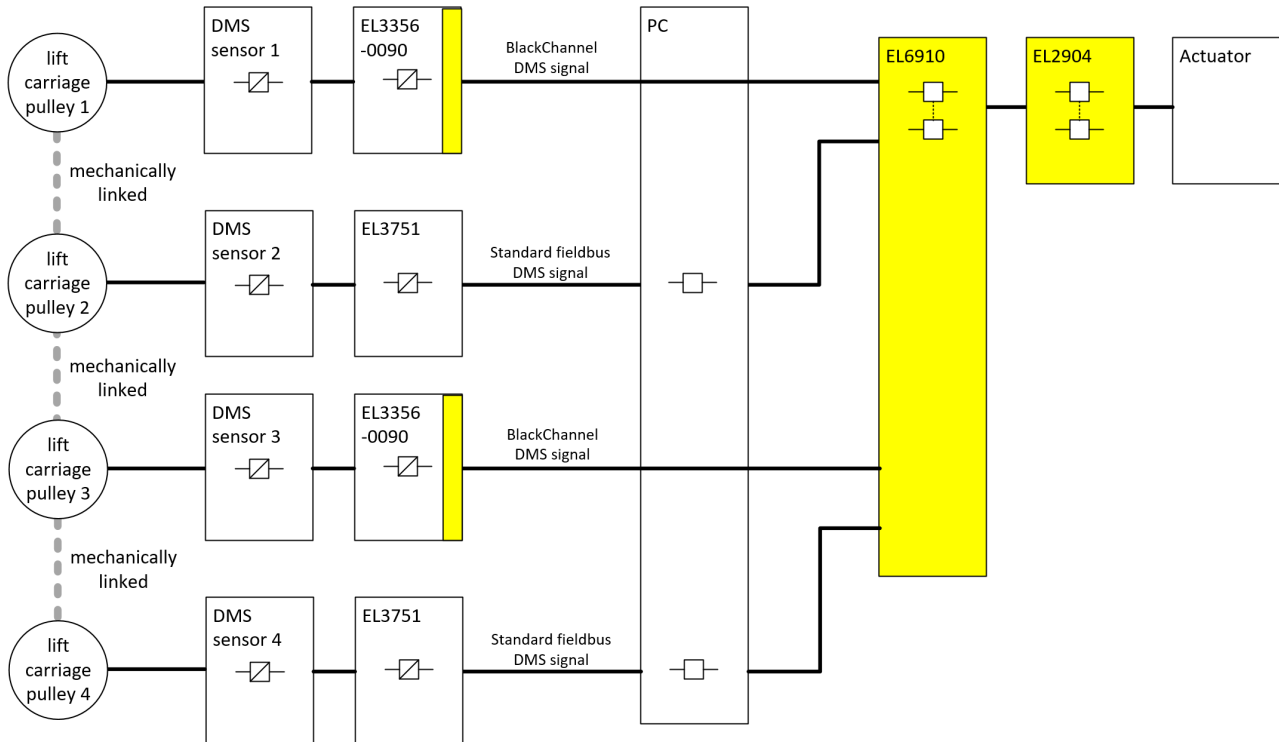 lift
carriage
pulley 1
DMS
sensor 1
EL3356
-0090
BlackChannel
DMS signal
PC
EL6910
EL2904
Actuator
mechanically
linked
lift
carriage
pulley 2
DMS
sensor 2
EL3751
Standard fieldbus
DMS signal
mechanically
linked
lift
carriage
pulley 3
DMS
sensor 3
EL3356
-0090
BlackChannel
DMS signal
mechanically
linked
lift
carriage
pulley 4
DMS
sensor 4
EL3751
Standard fieldbus
DMS signal